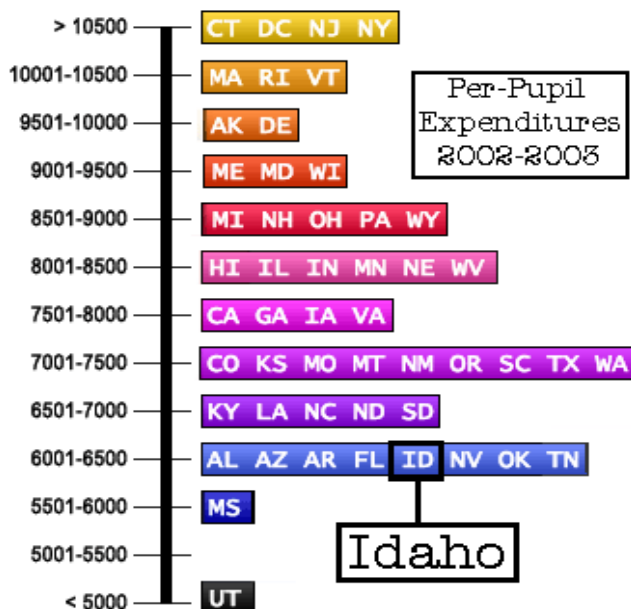 > 10500 CT DC NJ NY
10001-10500 MA RI VT
Per-Pupil
Expenditures
2002-2003
9501-10000 AK DE
9001-9500 ME MD WI
8501-9000 MI NH OH PA WY
8001-8500 HI IL IN MN NE WV
7501-8000 CA GA IA VA
7001-7500 CO KS MO MT NM OR SC TX WA
6501-7000 KY LA NC ND SD
6001-6500 AL AZ AR FL ID NV OK TN
5501-6000 MS
Idaho
5001-5500
< 5000 UT